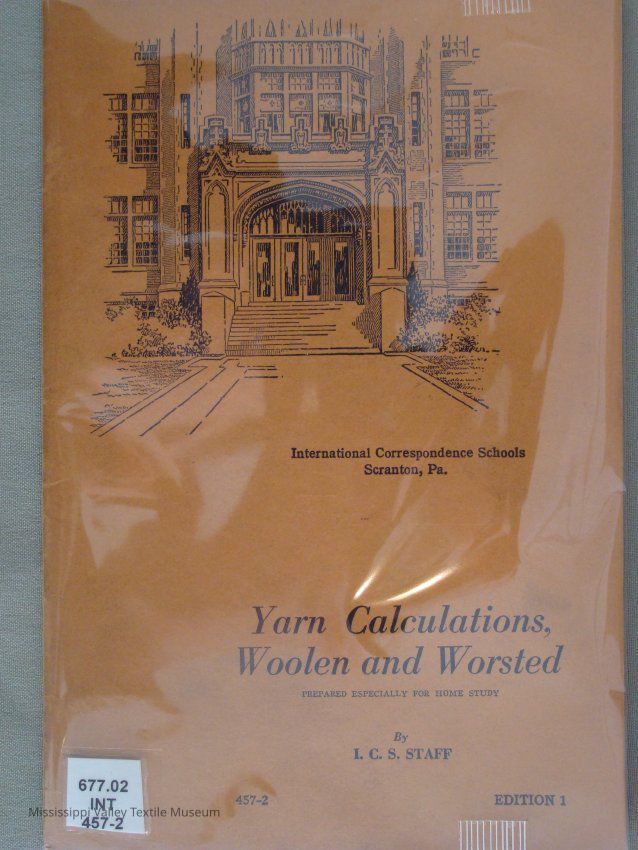 International Correspondence Schools
Scranton, Pa.
Yarn Calculations,
Woolen and Worsted
PREPARED ESPECIALLY FOR HOME STUDY
By
I. C. S. STAFF
457-2 EDITION 1
677.02
INT
457-2
Mississippi Valley Textile Museum